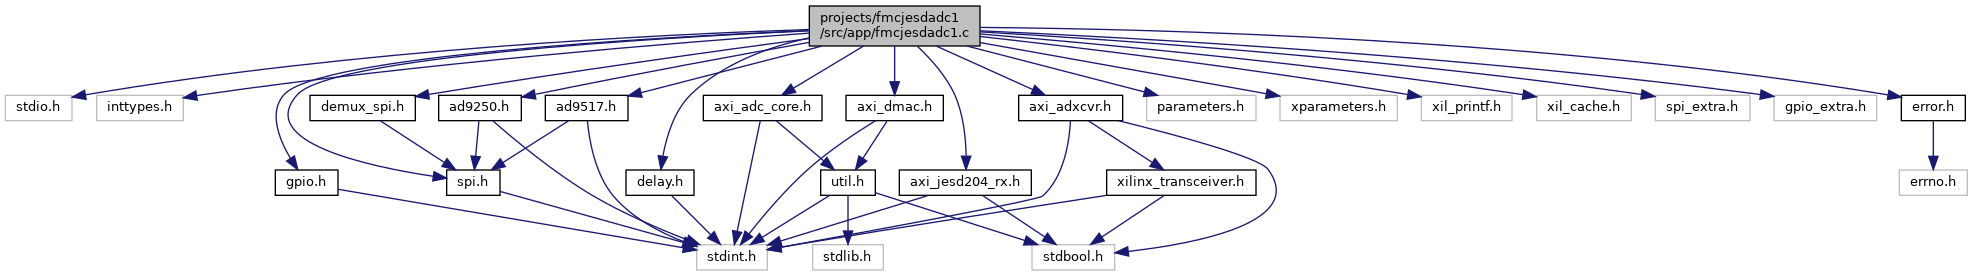 projects/fmcjesdadc1
/src/app/fmcjesdadc1.c
stdio.h
inttypes.h
demux_spi.h
ad9250.h
ad9517.h
axi_adc_core.h
axi_dmac.h
axi_adxcvr.h
parameters.h
xparameters.h
xil_printf.h
xil_cache.h
spi_extra.h
gpio_extra.h
error.h
gpio.h
spi.h
delay.h
util.h
axi_jesd204_rx.h
xilinx_transceiver.h
errno.h
stdint.h
stdlib.h
stdbool.h